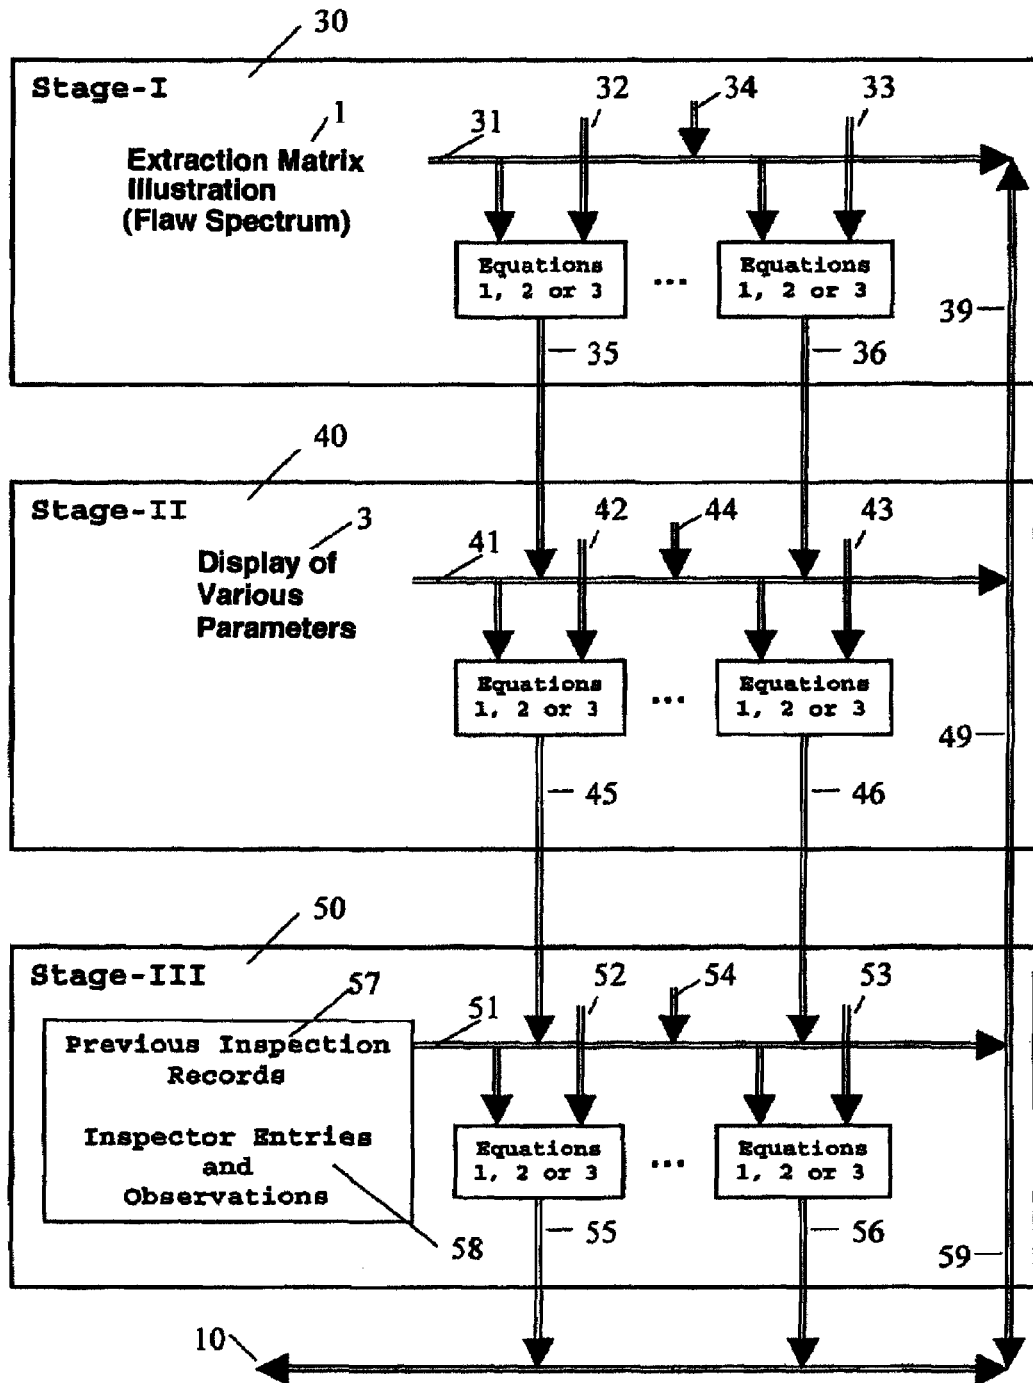 30
Stage-I
1
31
32
34
33
Extraction Matrix
Illustration
(Flaw Spectrum)
Equations
1, 2 or 3
...
Equations
1, 2 or 3
39
35
36
40
Stage-II
3
41
42
44
43
Display of
Various
Parameters
Equations
1, 2 or 3
...
Equations
1, 2 or 3
49
45
46
50
Stage-III
57
51
52
54
53
Previous Inspection
Records
Inspector Entries
and
Observations
Equations
1, 2 or 3
...
Equations
1, 2 or 3
58
55
56
59
10